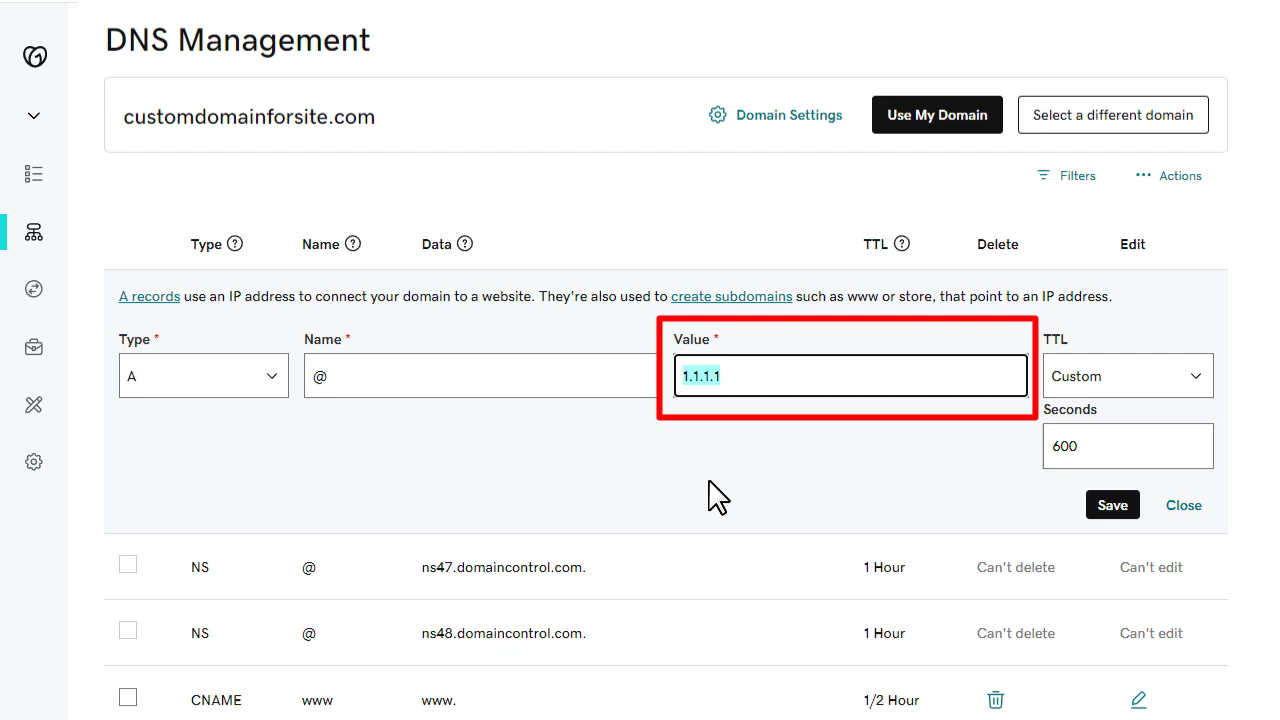 DNS Management
customdomainforsite.com
Domain Settings
Use My Domain
Select a different domain
Filters
Actions
Type Name Data TTL Delete Edit
A records use an IP address to connect your domain to a website. They're also used to create subdomains such as www or store, that point to an IP address.
Type * Name * Value * TTL
A @ 1.1.1.1 Custom
Seconds
600
Save Close
NS @ ns47.domaincontrol.com. 1 Hour Can't delete Can't edit
NS @ ns48.domaincontrol.com. 1 Hour Can't delete Can't edit
CNAME www www. 1/2 Hour